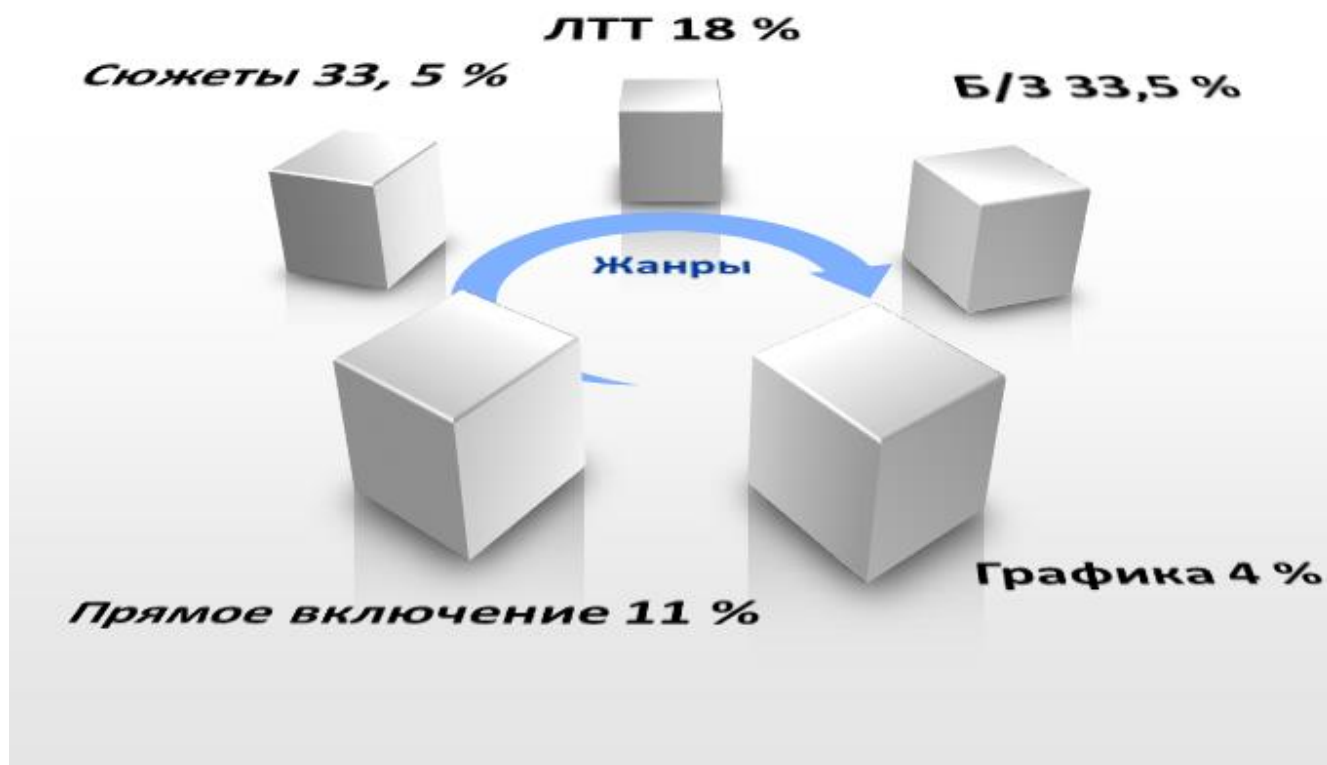 ЛТТ 18 %
Сюжеты 33, 5 %
Б/З 33,5 %
Жанры
Графика 4 %
Прямое включение 11 %